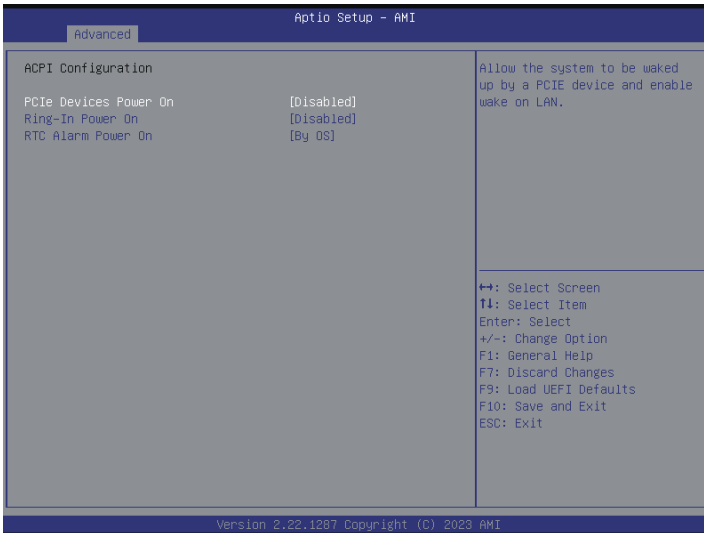 Aptio Setup – AMI
Advanced
ACPI Configuration
PCIe Devices Power On [Disabled]
Ring-In Power On [Disabled]
RTC Alarm Power On [By OS]
Allow the system to be waked
up by a PCIE device and enable
wake on LAN.
↔: Select Screen
↑↓: Select Item
Enter: Select
+/-: Change Option
F1: General Help
F7: Discard Changes
F9: Load UEFI Defaults
F10: Save and Exit
ESC: Exit
Version 2.22.1287 Copyright (C) 2023 AMI